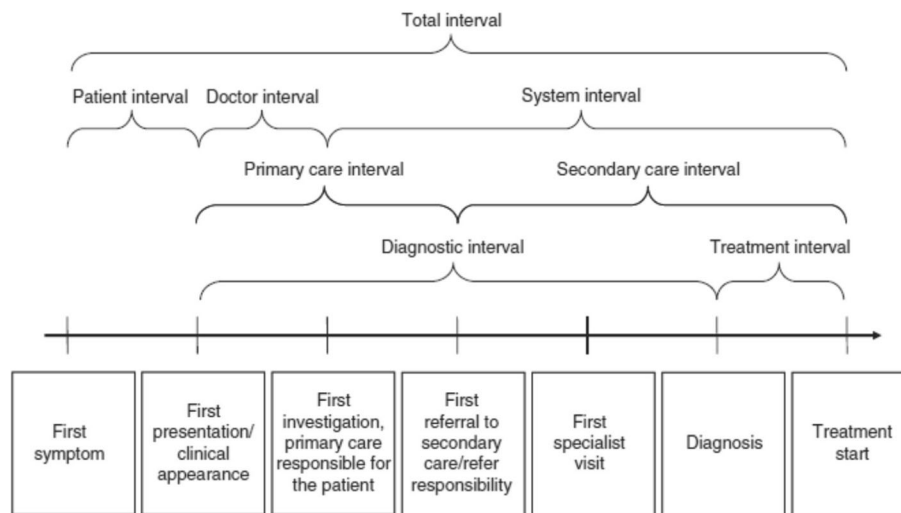 Total interval
Patient interval Doctor interval System interval
Primary care interval Secondary care interval
Diagnostic interval Treatment interval
First
symptom
First
presentation/
clinical
appearance
First
investigation,
primary care
responsible for
the patient
First
referral to
secondary
care/refer
responsibility
First
specialist
visit
Diagnosis
Treatment
start